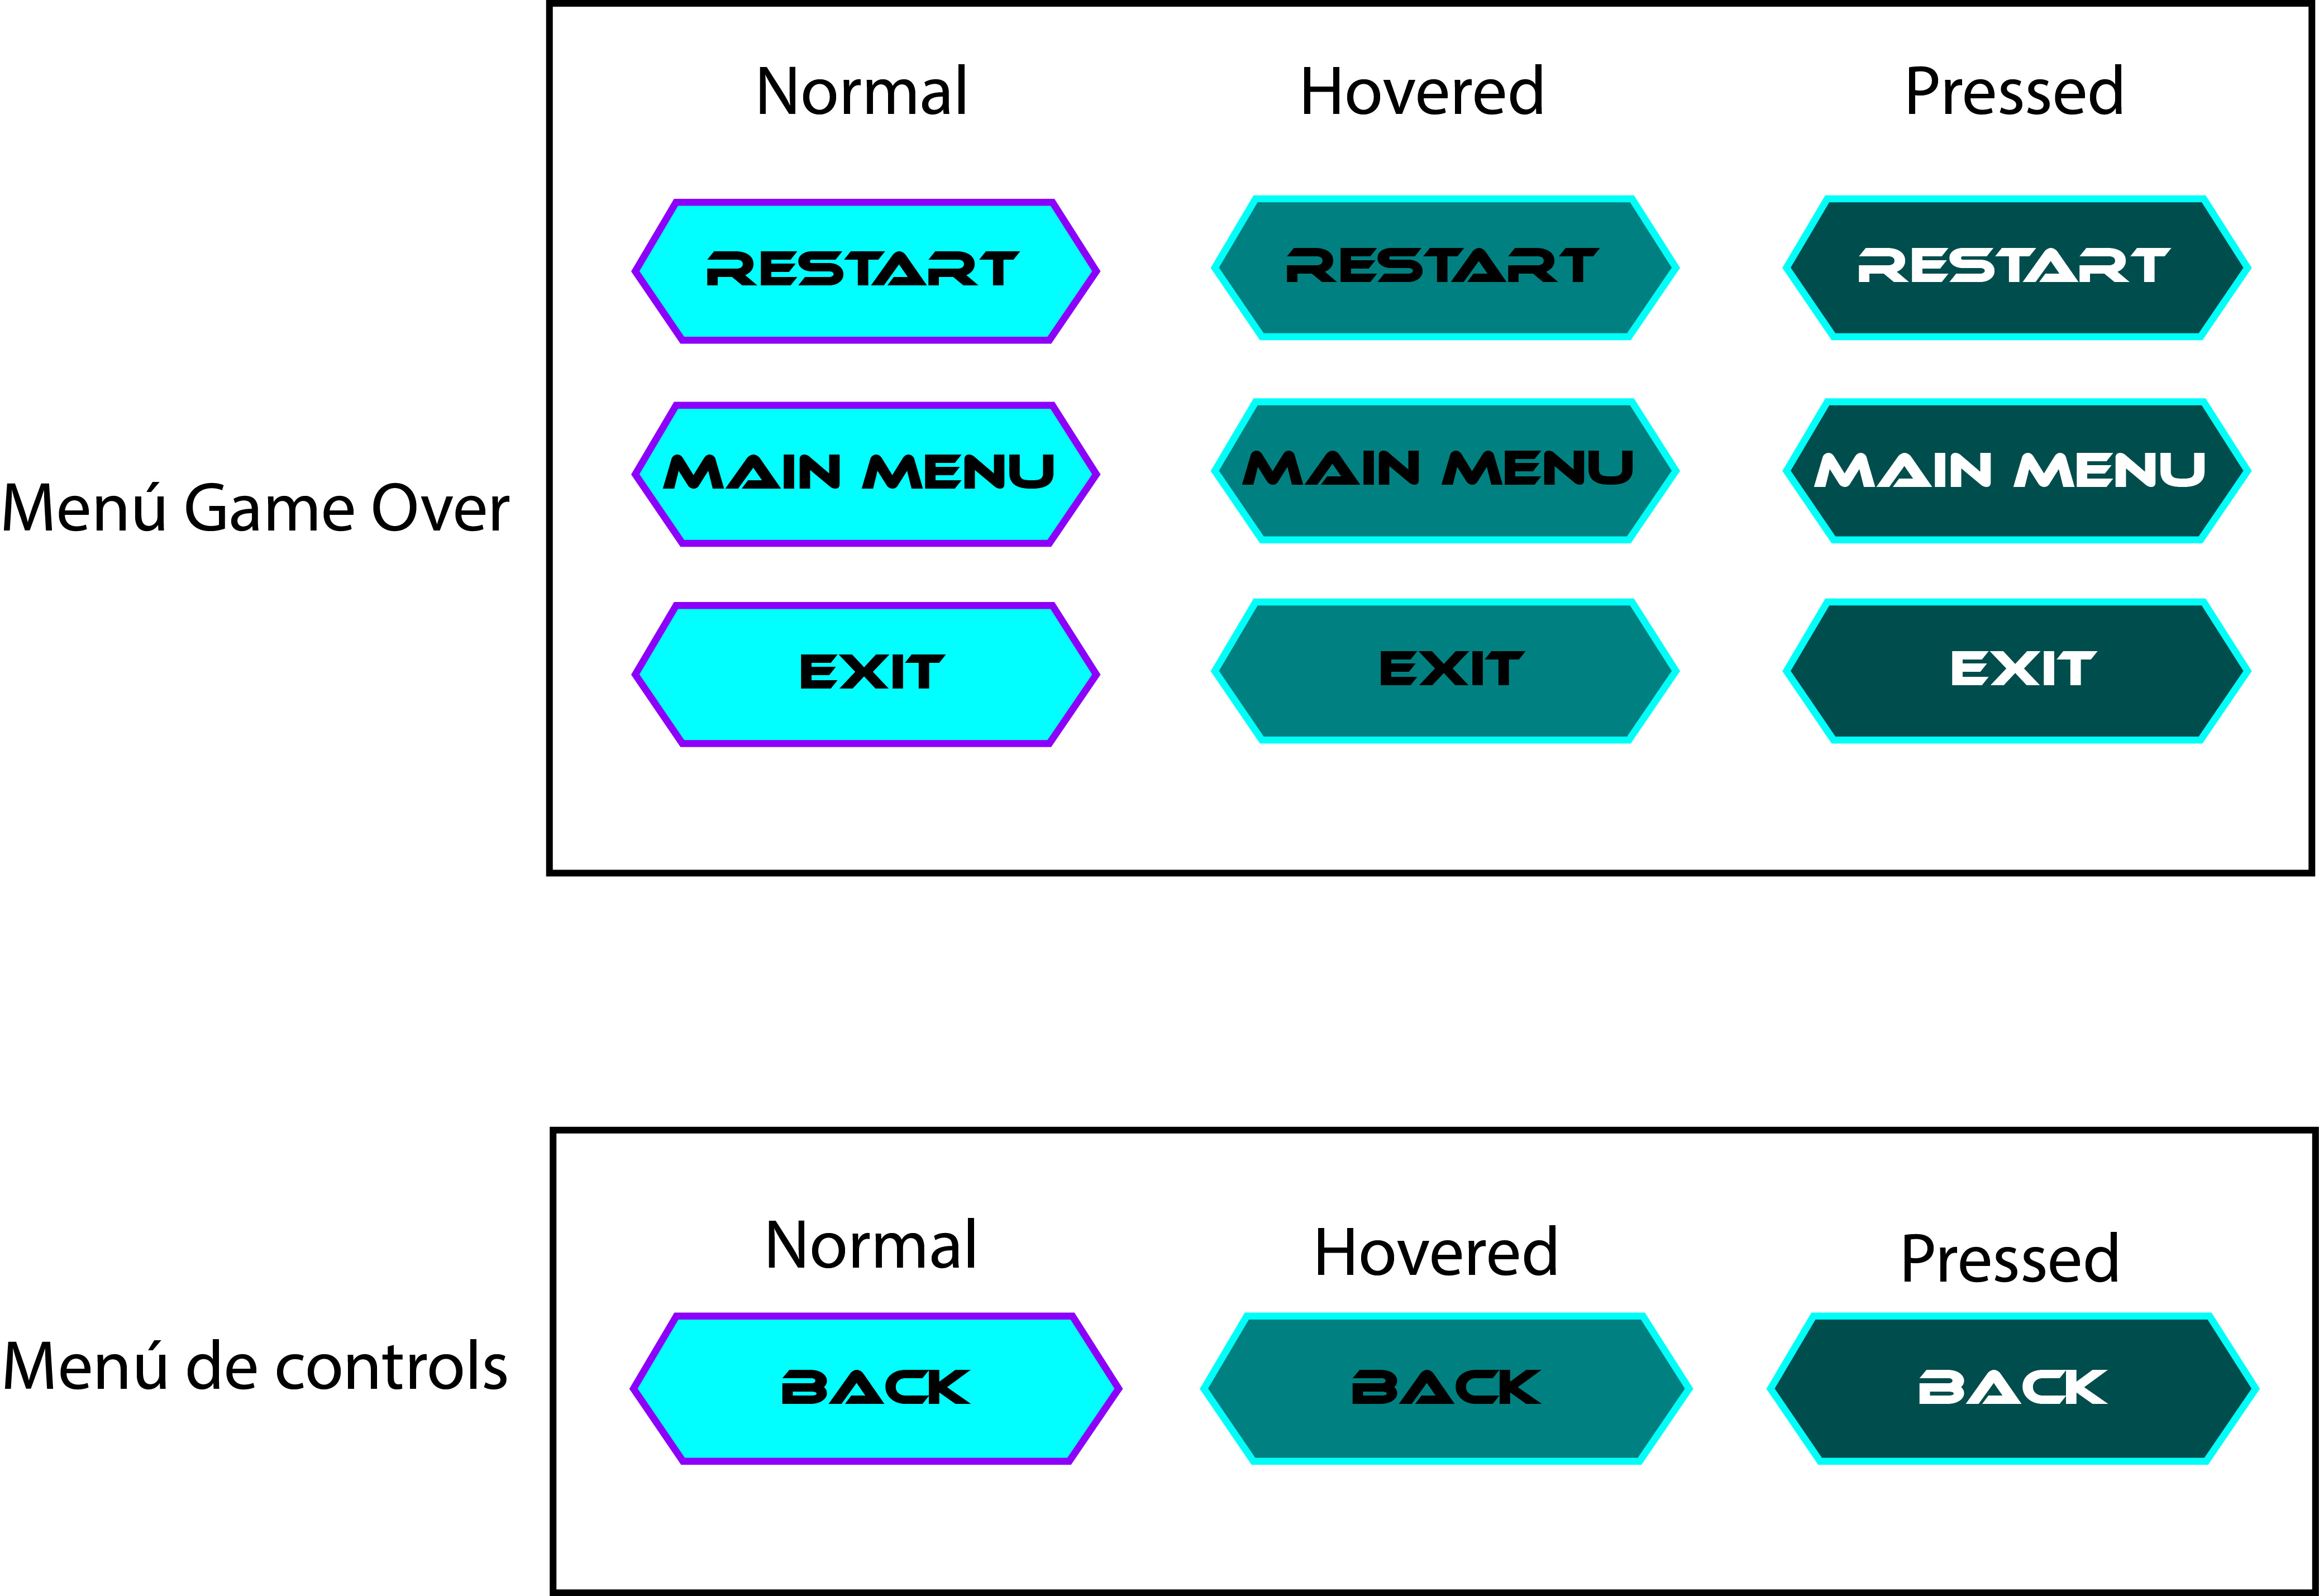 Normal Hovered Pressed
RESTART RESTART RESTART
Menú Game Over
MAIN MENU MAIN MENU MAIN MENU
EXIT EXIT EXIT
Normal Hovered Pressed
Menú de controls
BACK BACK BACK